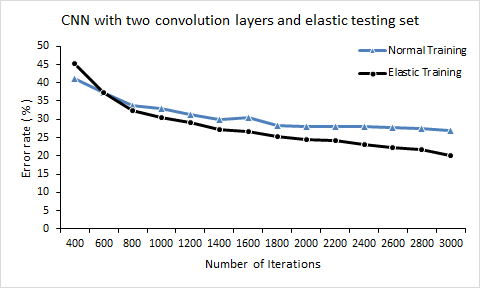 CNN with two convolution layers and elastic testing set
Normal Training
Elastic Training
Error rate (%)
50
45
40
35
30
25
20
15
10
5
0
400 600 800 1000 1200 1400 1600 1800 2000 2200 2400 2600 2800 3000
Number of Iterations